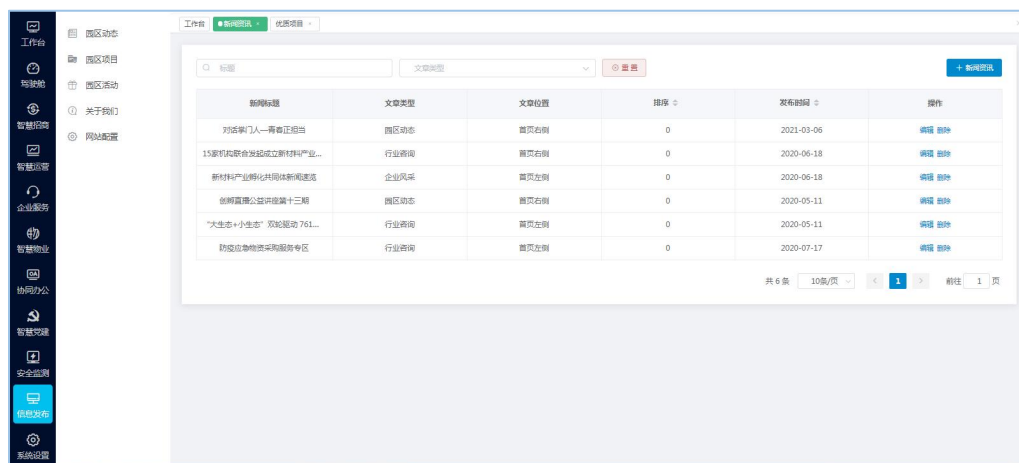 工作台
驾驶舱
智慧招商
智慧运营
企业服务
智慧物业
协同办公
智慧党建
安全监测
信息发布
系统设置
园区动态
园区项目
园区活动
关于我们
网站配置
工作台 新闻资讯 × 优质项目 ×
标题 文章类型 重置 + 新闻资讯
新闻标题 文章类型 文章位置 排序 发布时间 操作
对话掌门人—青春正担当 园区动态 首页右侧 0 2021-03-06 编辑 删除
15家机构联合发起成立新材料产业... 行业咨询 首页右侧 0 2020-06-18 编辑 删除
新材料产业孵化共同体新闻速览 企业风采 首页左侧 0 2020-06-18 编辑 删除
创孵直播公益讲座第十三期 园区动态 首页左侧 0 2020-05-11 编辑 删除
"大生态+小生态" 双轮驱动 761... 行业咨询 首页左侧 0 2020-05-11 编辑 删除
防疫应急物资采购服务专区 行业咨询 首页左侧 0 2020-07-17 编辑 删除
共 6 条 10条/页 < 1 > 前往 1 页